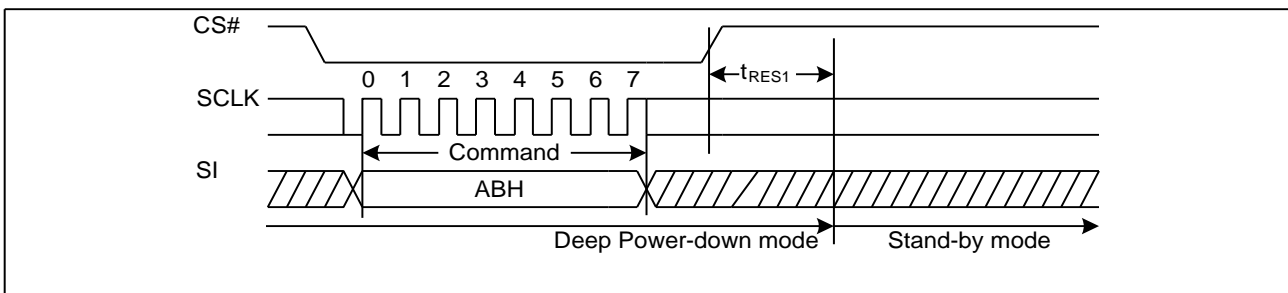 CS#
tRES1
0 1 2 3 4 5 6 7
SCLK
Command
SI
ABH
Deep Power-down mode Stand-by mode